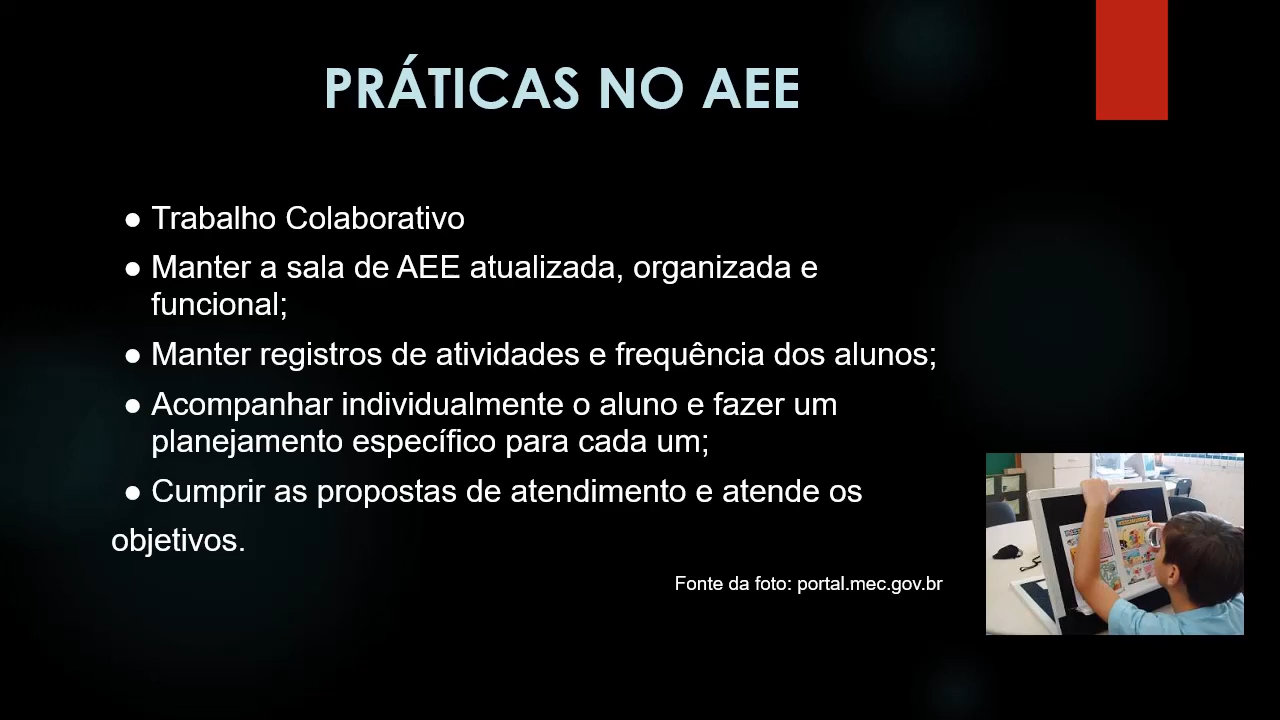 PRÁTICAS NO AEE
● Trabalho Colaborativo
● Manter a sala de AEE atualizada, organizada e
funcional;
● Manter registros de atividades e frequência dos alunos;
● Acompanhar individualmente o aluno e fazer um
planejamento específico para cada um;
● Cumprir as propostas de atendimento e atende os
objetivos.
Fonte da foto: portal.mec.gov.br